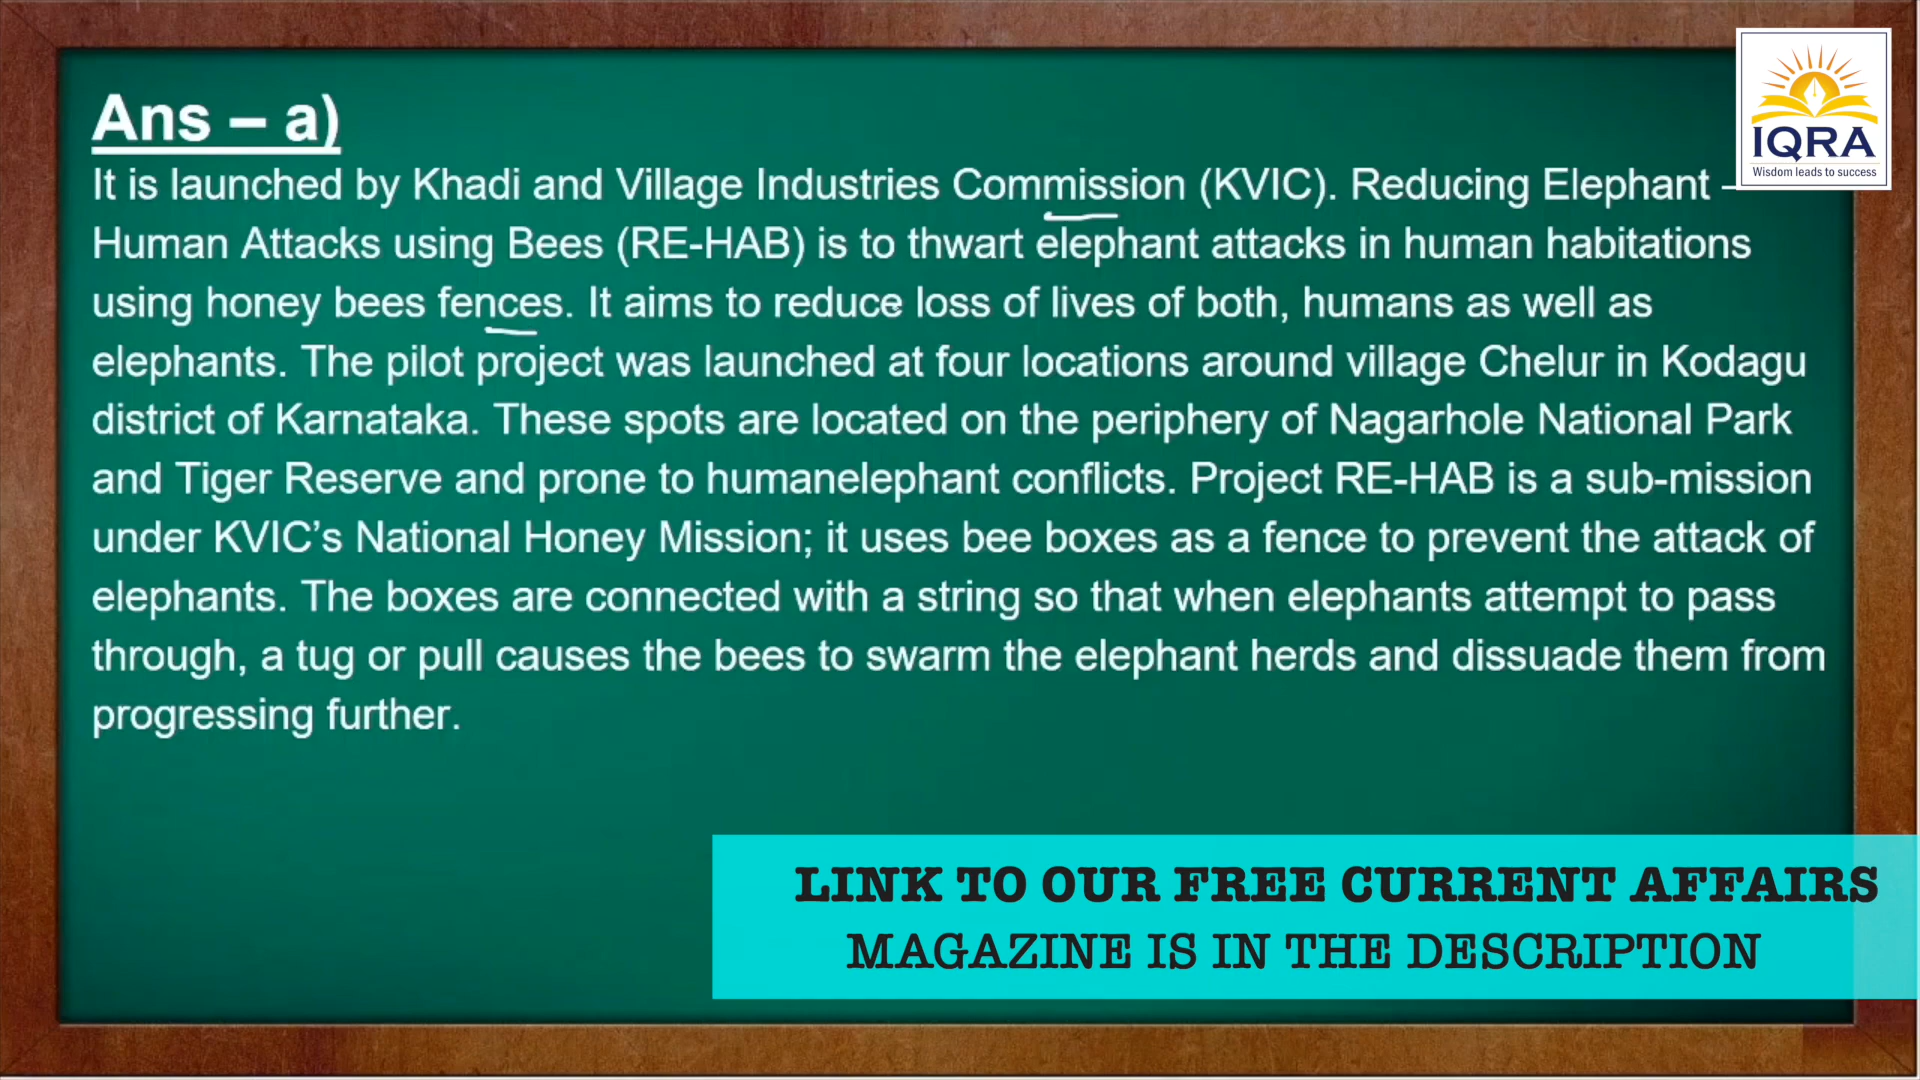 Ans – a)
It is launched by Khadi and Village Industries Commission (KVIC). Reducing Elephant –
Human Attacks using Bees (RE-HAB) is to thwart elephant attacks in human habitations
using honey bees fences. It aims to reduce loss of lives of both, humans as well as
elephants. The pilot project was launched at four locations around village Chelur in Kodagu
district of Karnataka. These spots are located on the periphery of Nagarhole National Park
and Tiger Reserve and prone to humanelephant conflicts. Project RE-HAB is a sub-mission
under KVIC’s National Honey Mission; it uses bee boxes as a fence to prevent the attack of
elephants. The boxes are connected with a string so that when elephants attempt to pass
through, a tug or pull causes the bees to swarm the elephant herds and dissuade them from
progressing further.
IQRA
Wisdom leads to success
LINK TO OUR FREE CURRENT AFFAIRS
MAGAZINE IS IN THE DESCRIPTION